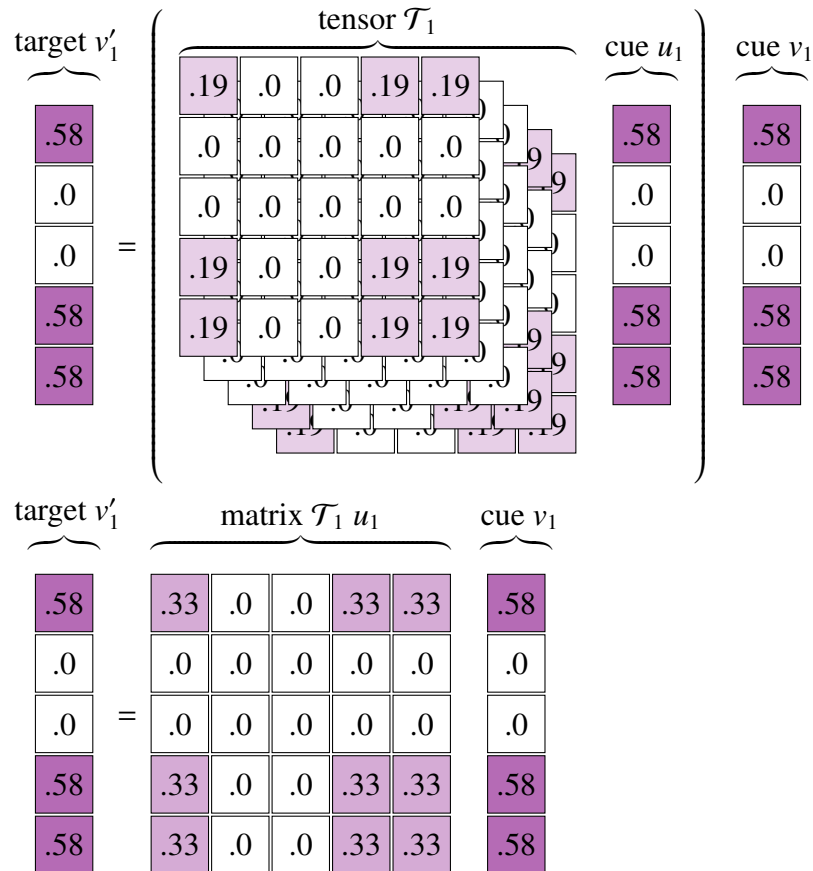 target v′₁ = ( tensor 𝒯₁ cue u₁ ) cue v₁
.58 .19 .0 .0 .19 .19 .58 .58
.0 .0 .0 .0 .0 .0 .0 .0
.0 .0 .0 .0 .0 .0 .0 .0
.58 .19 .0 .0 .19 .19 .58 .58
.58 .19 .0 .0 .19 .19 .58 .58
target v′₁ = matrix 𝒯₁ u₁ cue v₁
.58 .33 .0 .0 .33 .33 .58
.0 .0 .0 .0 .0 .0 .0
.0 .0 .0 .0 .0 .0 .0
.58 .33 .0 .0 .33 .33 .58
.58 .33 .0 .0 .33 .33 .58